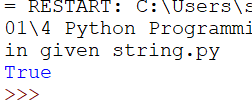 = RESTART: C:\Users\s
01\4 Python Programmi
in given string.py
True
>>>